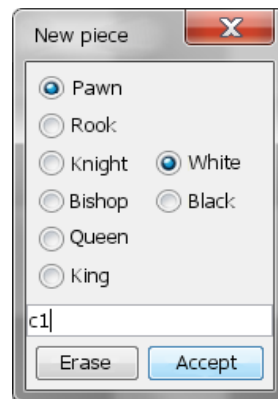 New piece
Pawn
Rook
Knight White
Bishop Black
Queen
King
c1
Erase Accept